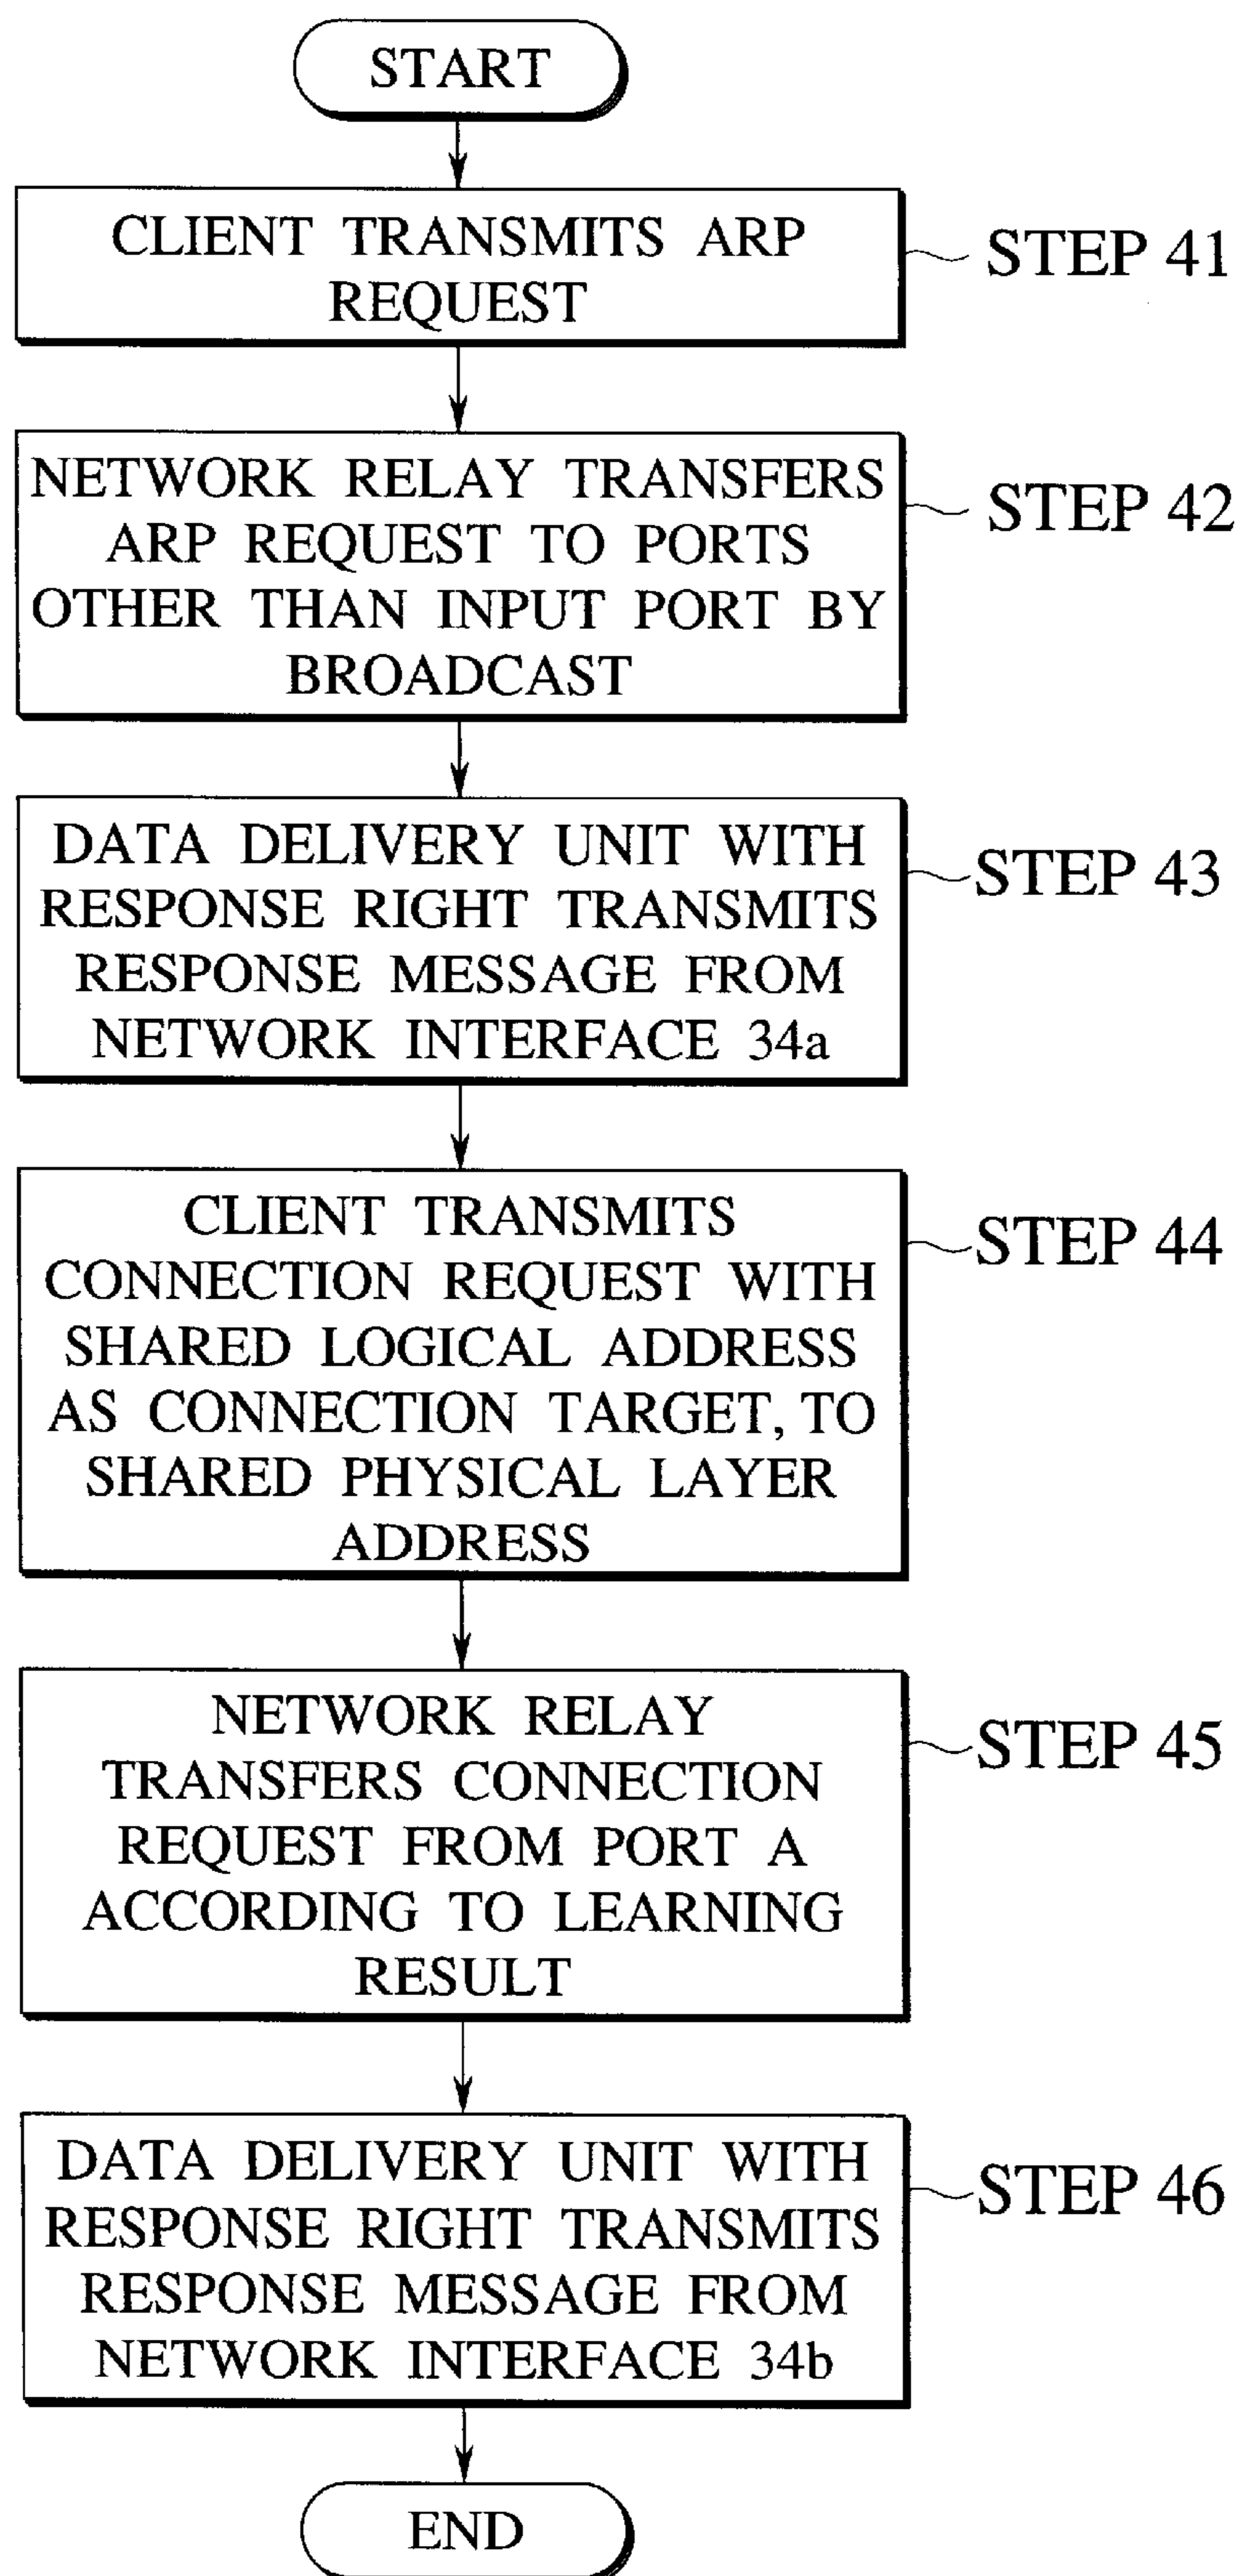 START
CLIENT TRANSMITS ARP
REQUEST
STEP 41
NETWORK RELAY TRANSFERS
ARP REQUEST TO PORTS
OTHER THAN INPUT PORT BY
BROADCAST
STEP 42
DATA DELIVERY UNIT WITH
RESPONSE RIGHT TRANSMITS
RESPONSE MESSAGE FROM
NETWORK INTERFACE 34a
STEP 43
CLIENT TRANSMITS
CONNECTION REQUEST WITH
SHARED LOGICAL ADDRESS
AS CONNECTION TARGET, TO
SHARED PHYSICAL LAYER
ADDRESS
STEP 44
NETWORK RELAY
TRANSFERS CONNECTION
REQUEST FROM PORT A
ACCORDING TO LEARNING
RESULT
STEP 45
DATA DELIVERY UNIT WITH
RESPONSE RIGHT TRANSMITS
RESPONSE MESSAGE FROM
NETWORK INTERFACE 34b
STEP 46
END